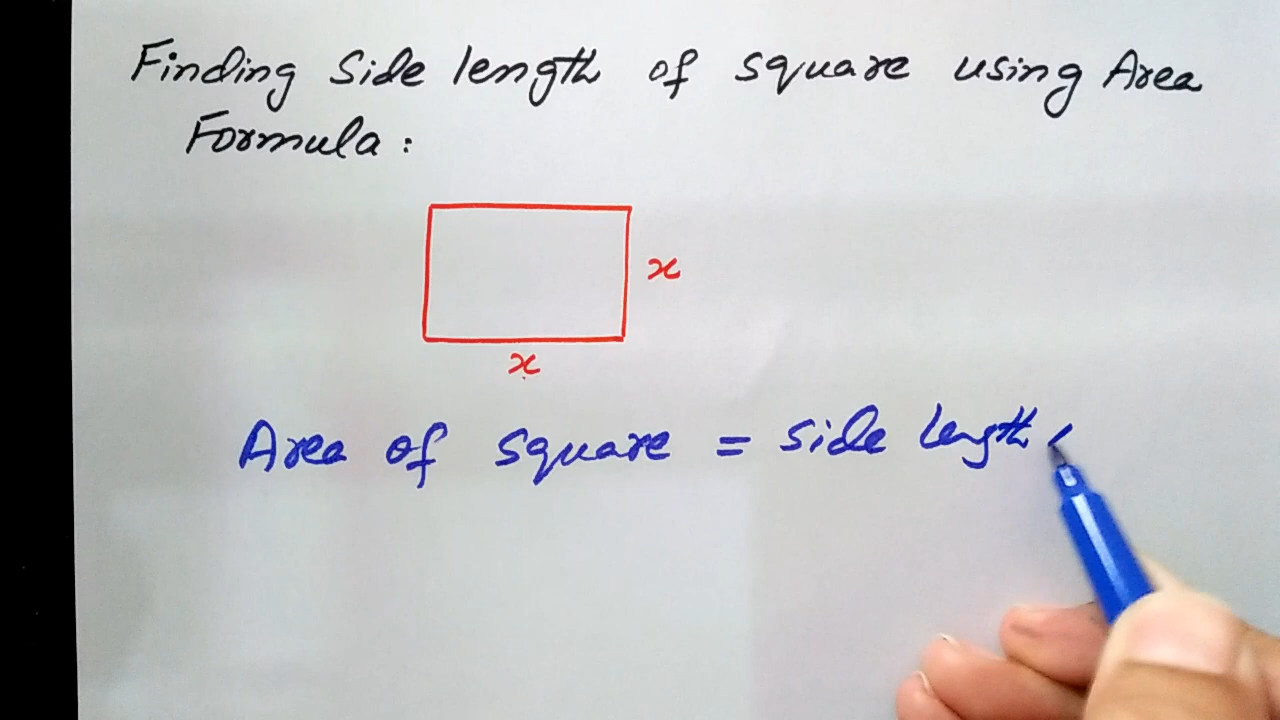 Finding Side length of square using Area
Formula:
x
x
Area of square = side length